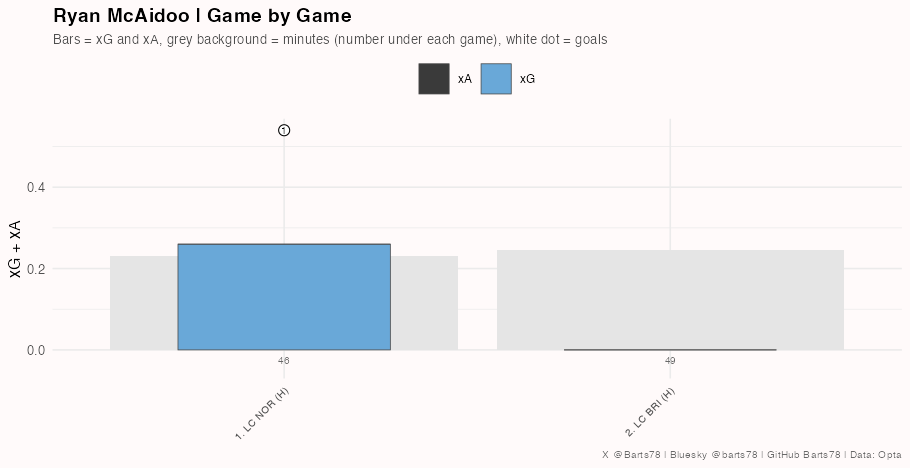 Ryan McAidoo | Game by Game
Bars = xG and xA, grey background = minutes (number under each game), white dot = goals
xA xG
1
xG + xA
0.4
0.2
0.0
46 49
1. LC NOR (H) 2. LC BRI (H)
X @Barts78 | Bluesky @barts78 | GitHub Barts78 | Data: Opta